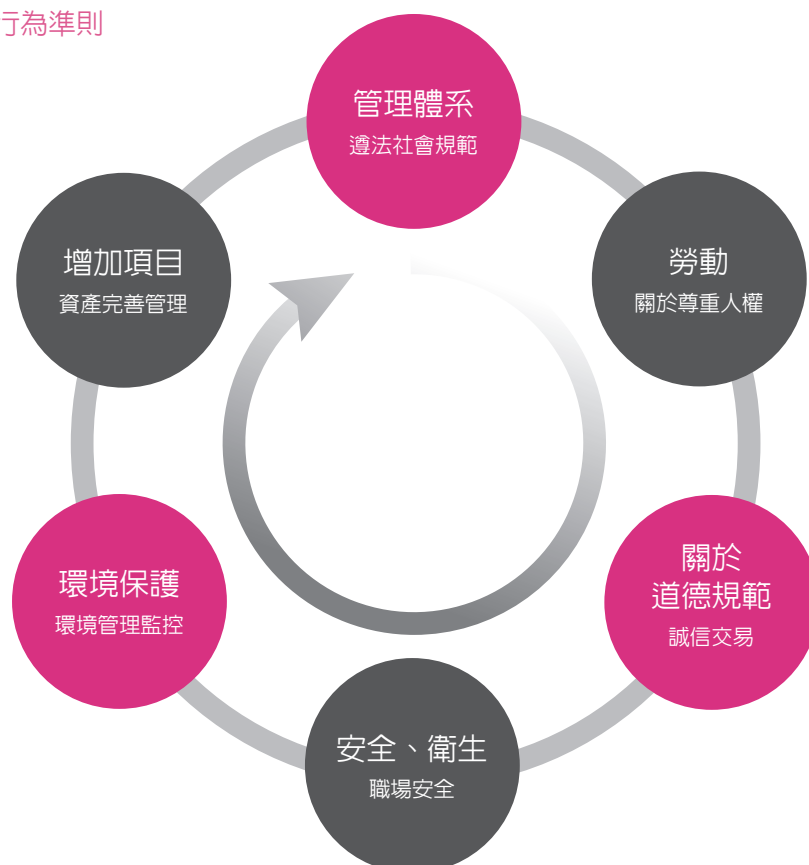 行為準則
管理體系
遵法社會規範
勞動
關於尊重人權
關於
道德規範
誠信交易
安全、衛生
職場安全
環境保護
環境管理監控
增加項目
資產完善管理